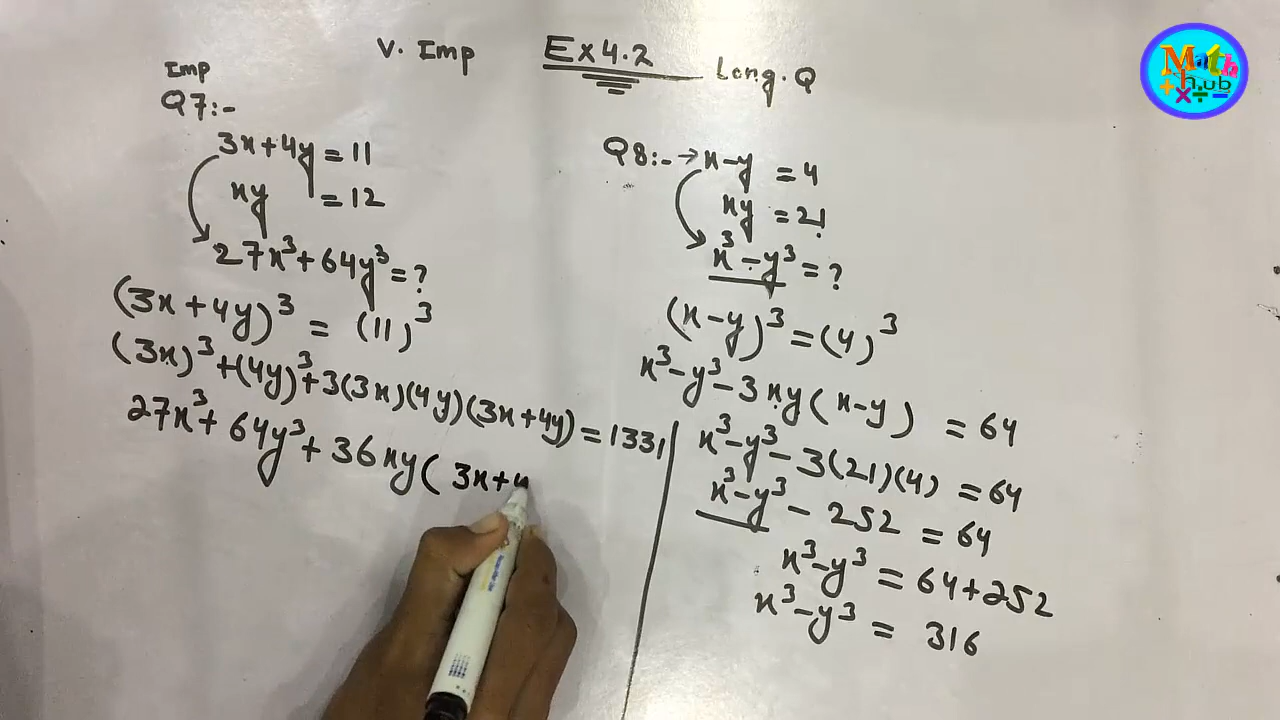 V. Imp Ex 4.2 Long. Q
Imp
Q7:-
3x+4y = 11
xy = 12
27x³+64y³ = ?
(3x+4y)³ = (11)³
(3x)³+(4y)³+3(3x)(4y)(3x+4y) = 1331
27x³+64y³+36xy(3x+4
Q8:-→ x-y = 4
xy = 21
x³-y³ = ?
(x-y)³ = (4)³
x³-y³-3xy(x-y) = 64
x³-y³-3(21)(4) = 64
x³-y³-252 = 64
x³-y³ = 64+252
x³-y³ = 316
Math
hub
+×÷-